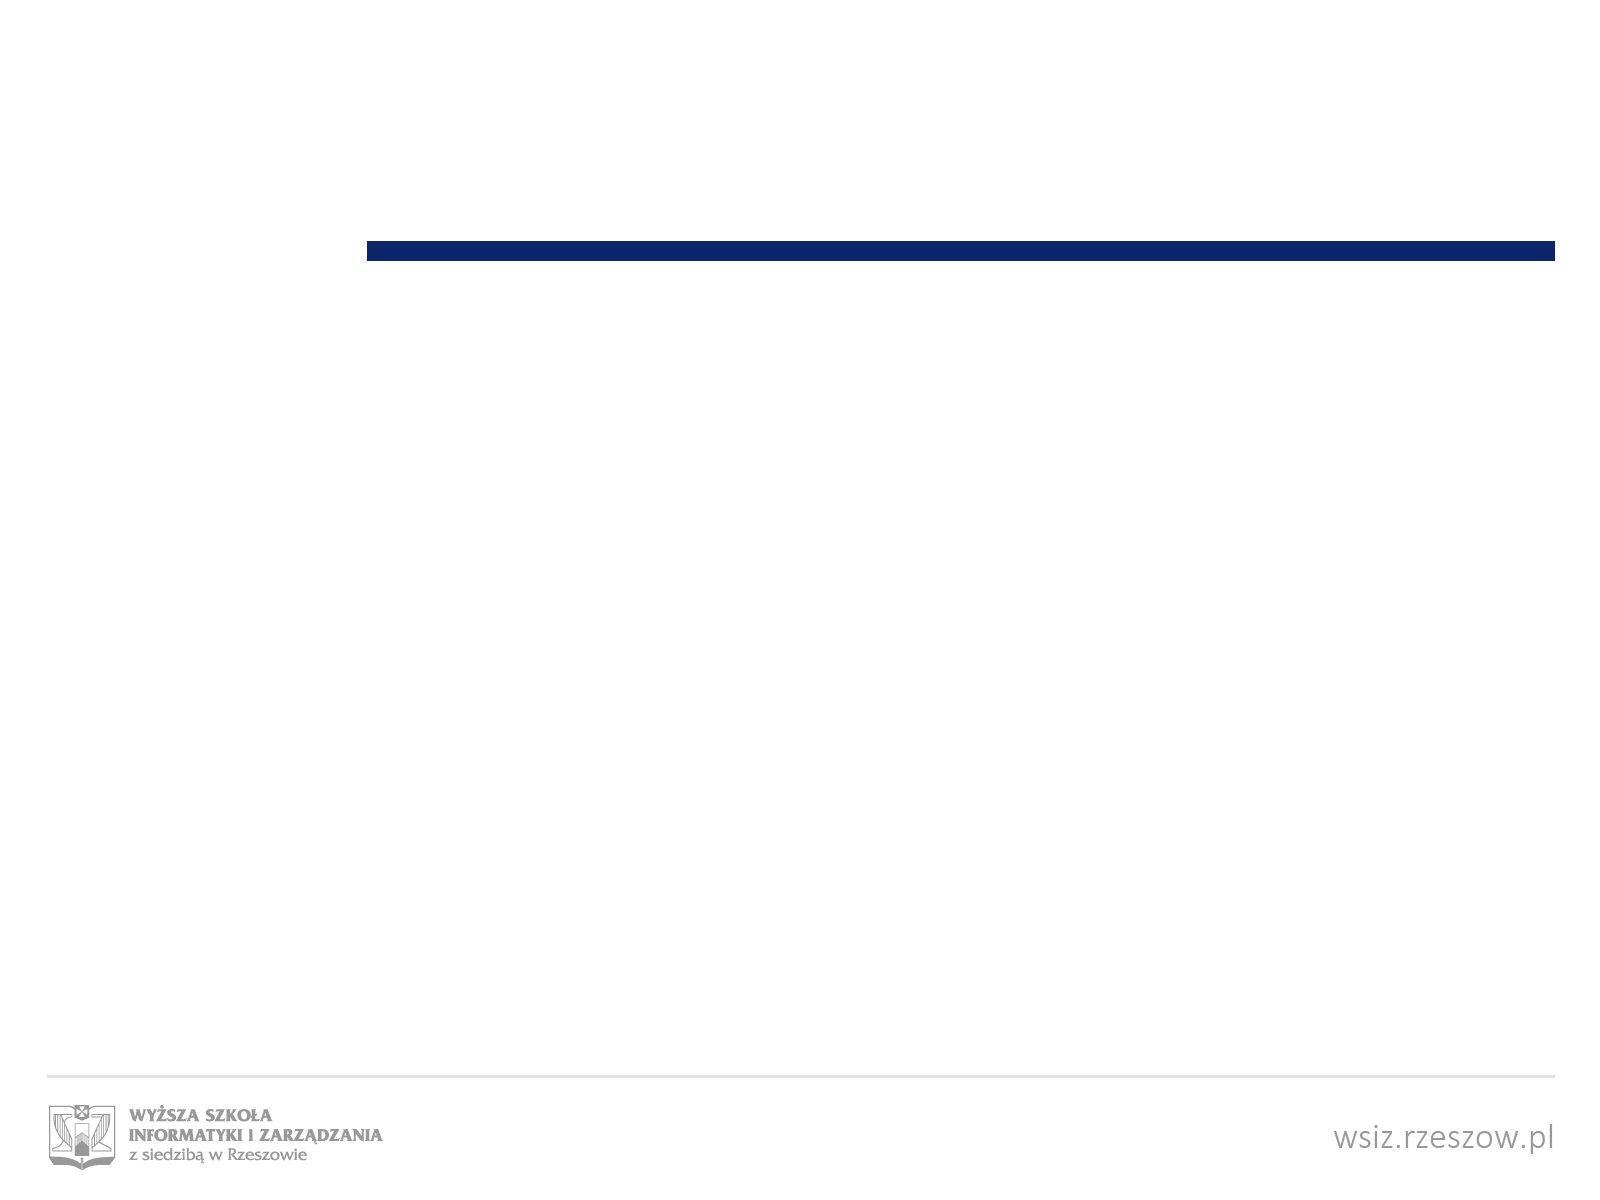 WYŻSZA SZKOŁA
INFORMATYKI I ZARZĄDZANIA
z siedzibą w Rzeszowie
wsiz.rzeszow.pl